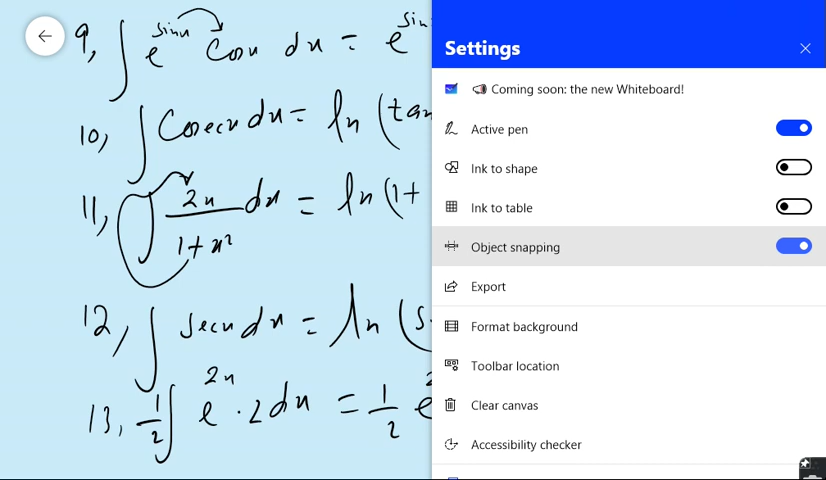 9, ∫ e^sinx Cosx dx = e^sin
10, ∫ Cosecx dx = ln (tan
11, ∫ 2x/1+x² dx = ln (1+
12, ∫ secx dx = ln (s
13, 1/2 ∫ e^2x . 2dx = 1/2 e^2
Settings
Coming soon: the new Whiteboard!
Active pen
Ink to shape
Ink to table
Object snapping
Export
Format background
Toolbar location
Clear canvas
Accessibility checker